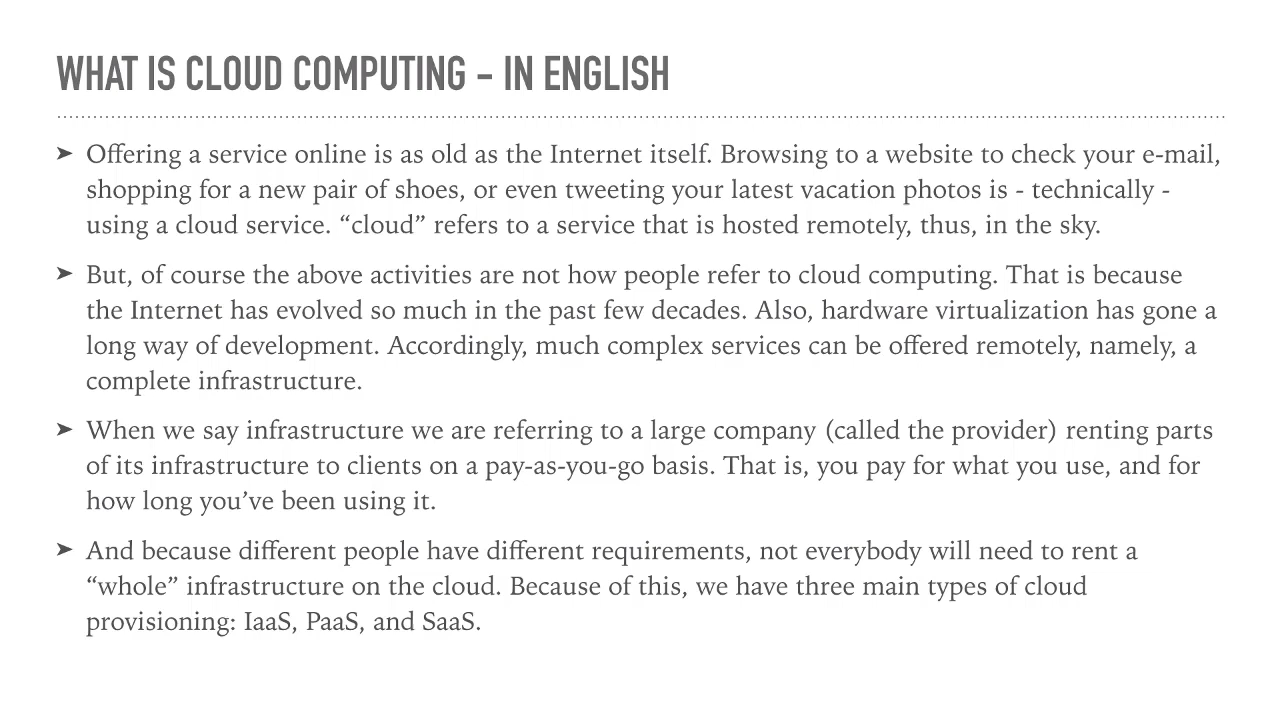 WHAT IS CLOUD COMPUTING - IN ENGLISH
➤ Offering a service online is as old as the Internet itself. Browsing to a website to check your e-mail,
shopping for a new pair of shoes, or even tweeting your latest vacation photos is - technically -
using a cloud service. “cloud” refers to a service that is hosted remotely, thus, in the sky.
➤ But, of course the above activities are not how people refer to cloud computing. That is because
the Internet has evolved so much in the past few decades. Also, hardware virtualization has gone a
long way of development. Accordingly, much complex services can be offered remotely, namely, a
complete infrastructure.
➤ When we say infrastructure we are referring to a large company (called the provider) renting parts
of its infrastructure to clients on a pay-as-you-go basis. That is, you pay for what you use, and for
how long you’ve been using it.
➤ And because different people have different requirements, not everybody will need to rent a
“whole” infrastructure on the cloud. Because of this, we have three main types of cloud
provisioning: IaaS, PaaS, and SaaS.